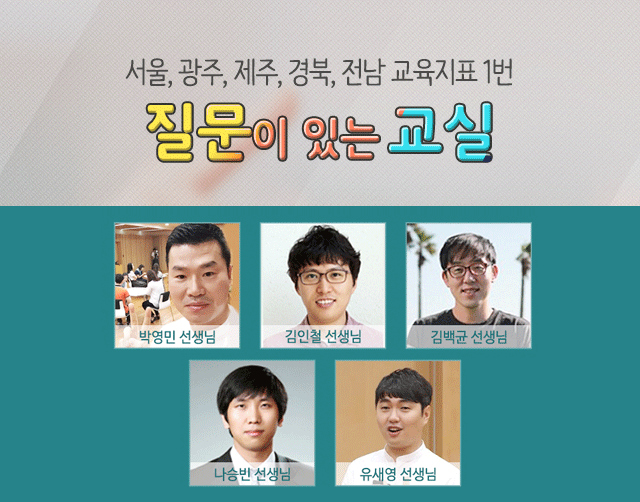 서울, 광주, 제주, 경북, 전남 교육지표 1번
질문이 있는 교실
박영민 선생님
김인철 선생님
김백균 선생님
나승빈 선생님
유새영 선생님